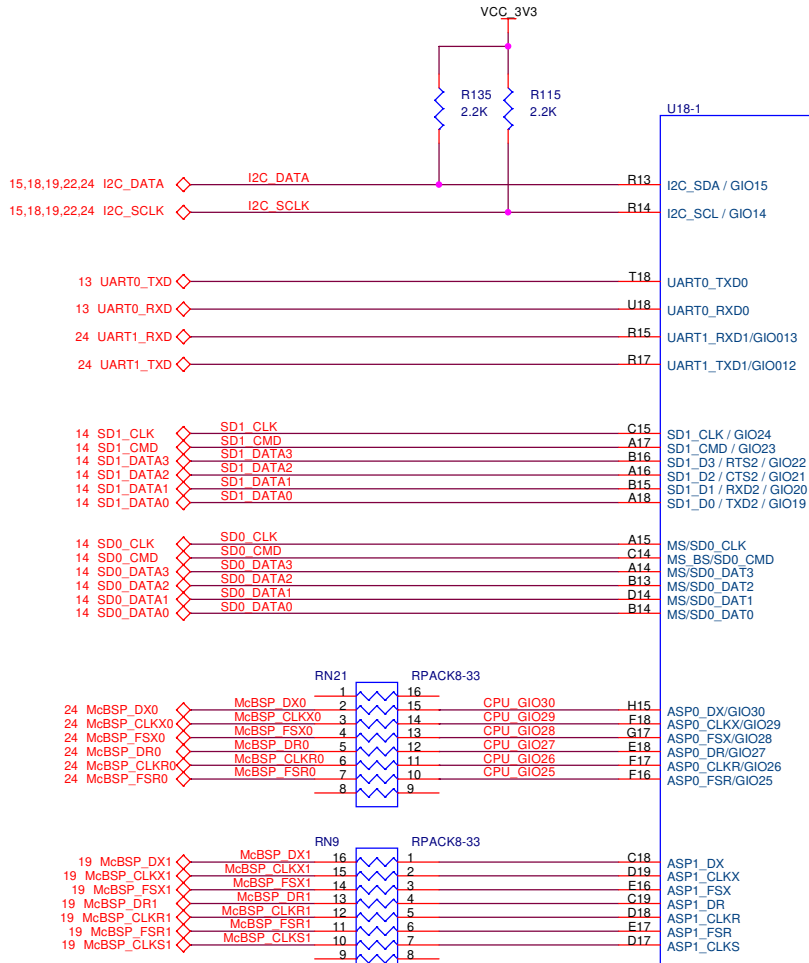 VCC_3V3
R135 R115
2.2K 2.2K
U18-1
15,18,19,22,24 I2C_DATA I2C_DATA R13 I2C_SDA / GIO15
15,18,19,22,24 I2C_SCLK I2C_SCLK R14 I2C_SCL / GIO14
13 UART0_TXD T18 UART0_TXD0
13 UART0_RXD U18 UART0_RXD0
24 UART1_RXD R15 UART1_RXD1/GIO013
24 UART1_TXD R17 UART1_TXD1/GIO012
14 SD1_CLK SD1_CLK C15 SD1_CLK / GIO24
14 SD1_CMD SD1_CMD A17 SD1_CMD / GIO23
14 SD1_DATA3 SD1_DATA3 B16 SD1_D3 / RTS2 / GIO22
14 SD1_DATA2 SD1_DATA2 A16 SD1_D2 / CTS2 / GIO21
14 SD1_DATA1 SD1_DATA1 B15 SD1_D1 / RXD2 / GIO20
14 SD1_DATA0 SD1_DATA0 A18 SD1_D0 / TXD2 / GIO19
14 SD0_CLK SD0_CLK A15 MS/SD0_CLK
14 SD0_CMD SD0_CMD C14 MS_BS/SD0_CMD
14 SD0_DATA3 SD0_DATA3 A14 MS/SD0_DAT3
14 SD0_DATA2 SD0_DATA2 B13 MS/SD0_DAT2
14 SD0_DATA1 SD0_DATA1 D14 MS/SD0_DAT1
14 SD0_DATA0 SD0_DATA0 B14 MS/SD0_DAT0
RN21 RPACK8-33
1 16
24 McBSP_DX0 McBSP_DX0 2 15 CPU_GIO30 H15 ASP0_DX/GIO30
24 McBSP_CLKX0 McBSP_CLKX0 3 14 CPU_GIO29 F18 ASP0_CLKX/GIO29
24 McBSP_FSX0 McBSP_FSX0 4 13 CPU_GIO28 G17 ASP0_FSX/GIO28
24 McBSP_DR0 McBSP_DR0 5 12 CPU_GIO27 E18 ASP0_DR/GIO27
24 McBSP_CLKR0 McBSP_CLKR0 6 11 CPU_GIO26 F17 ASP0_CLKR/GIO26
24 McBSP_FSR0 McBSP_FSR0 7 10 CPU_GIO25 F16 ASP0_FSR/GIO25
8 9
RN9 RPACK8-33
19 McBSP_DX1 McBSP_DX1 16 1 C18 ASP1_DX
19 McBSP_CLKX1 McBSP_CLKX1 15 2 D19 ASP1_CLKX
19 McBSP_FSX1 McBSP_FSX1 14 3 E16 ASP1_FSX
19 McBSP_DR1 McBSP_DR1 13 4 C19 ASP1_DR
19 McBSP_CLKR1 McBSP_CLKR1 12 5 D18 ASP1_CLKR
19 McBSP_FSR1 McBSP_FSR1 11 6 E17 ASP1_FSR
19 McBSP_CLKS1 McBSP_CLKS1 10 7 D17 ASP1_CLKS
9 8